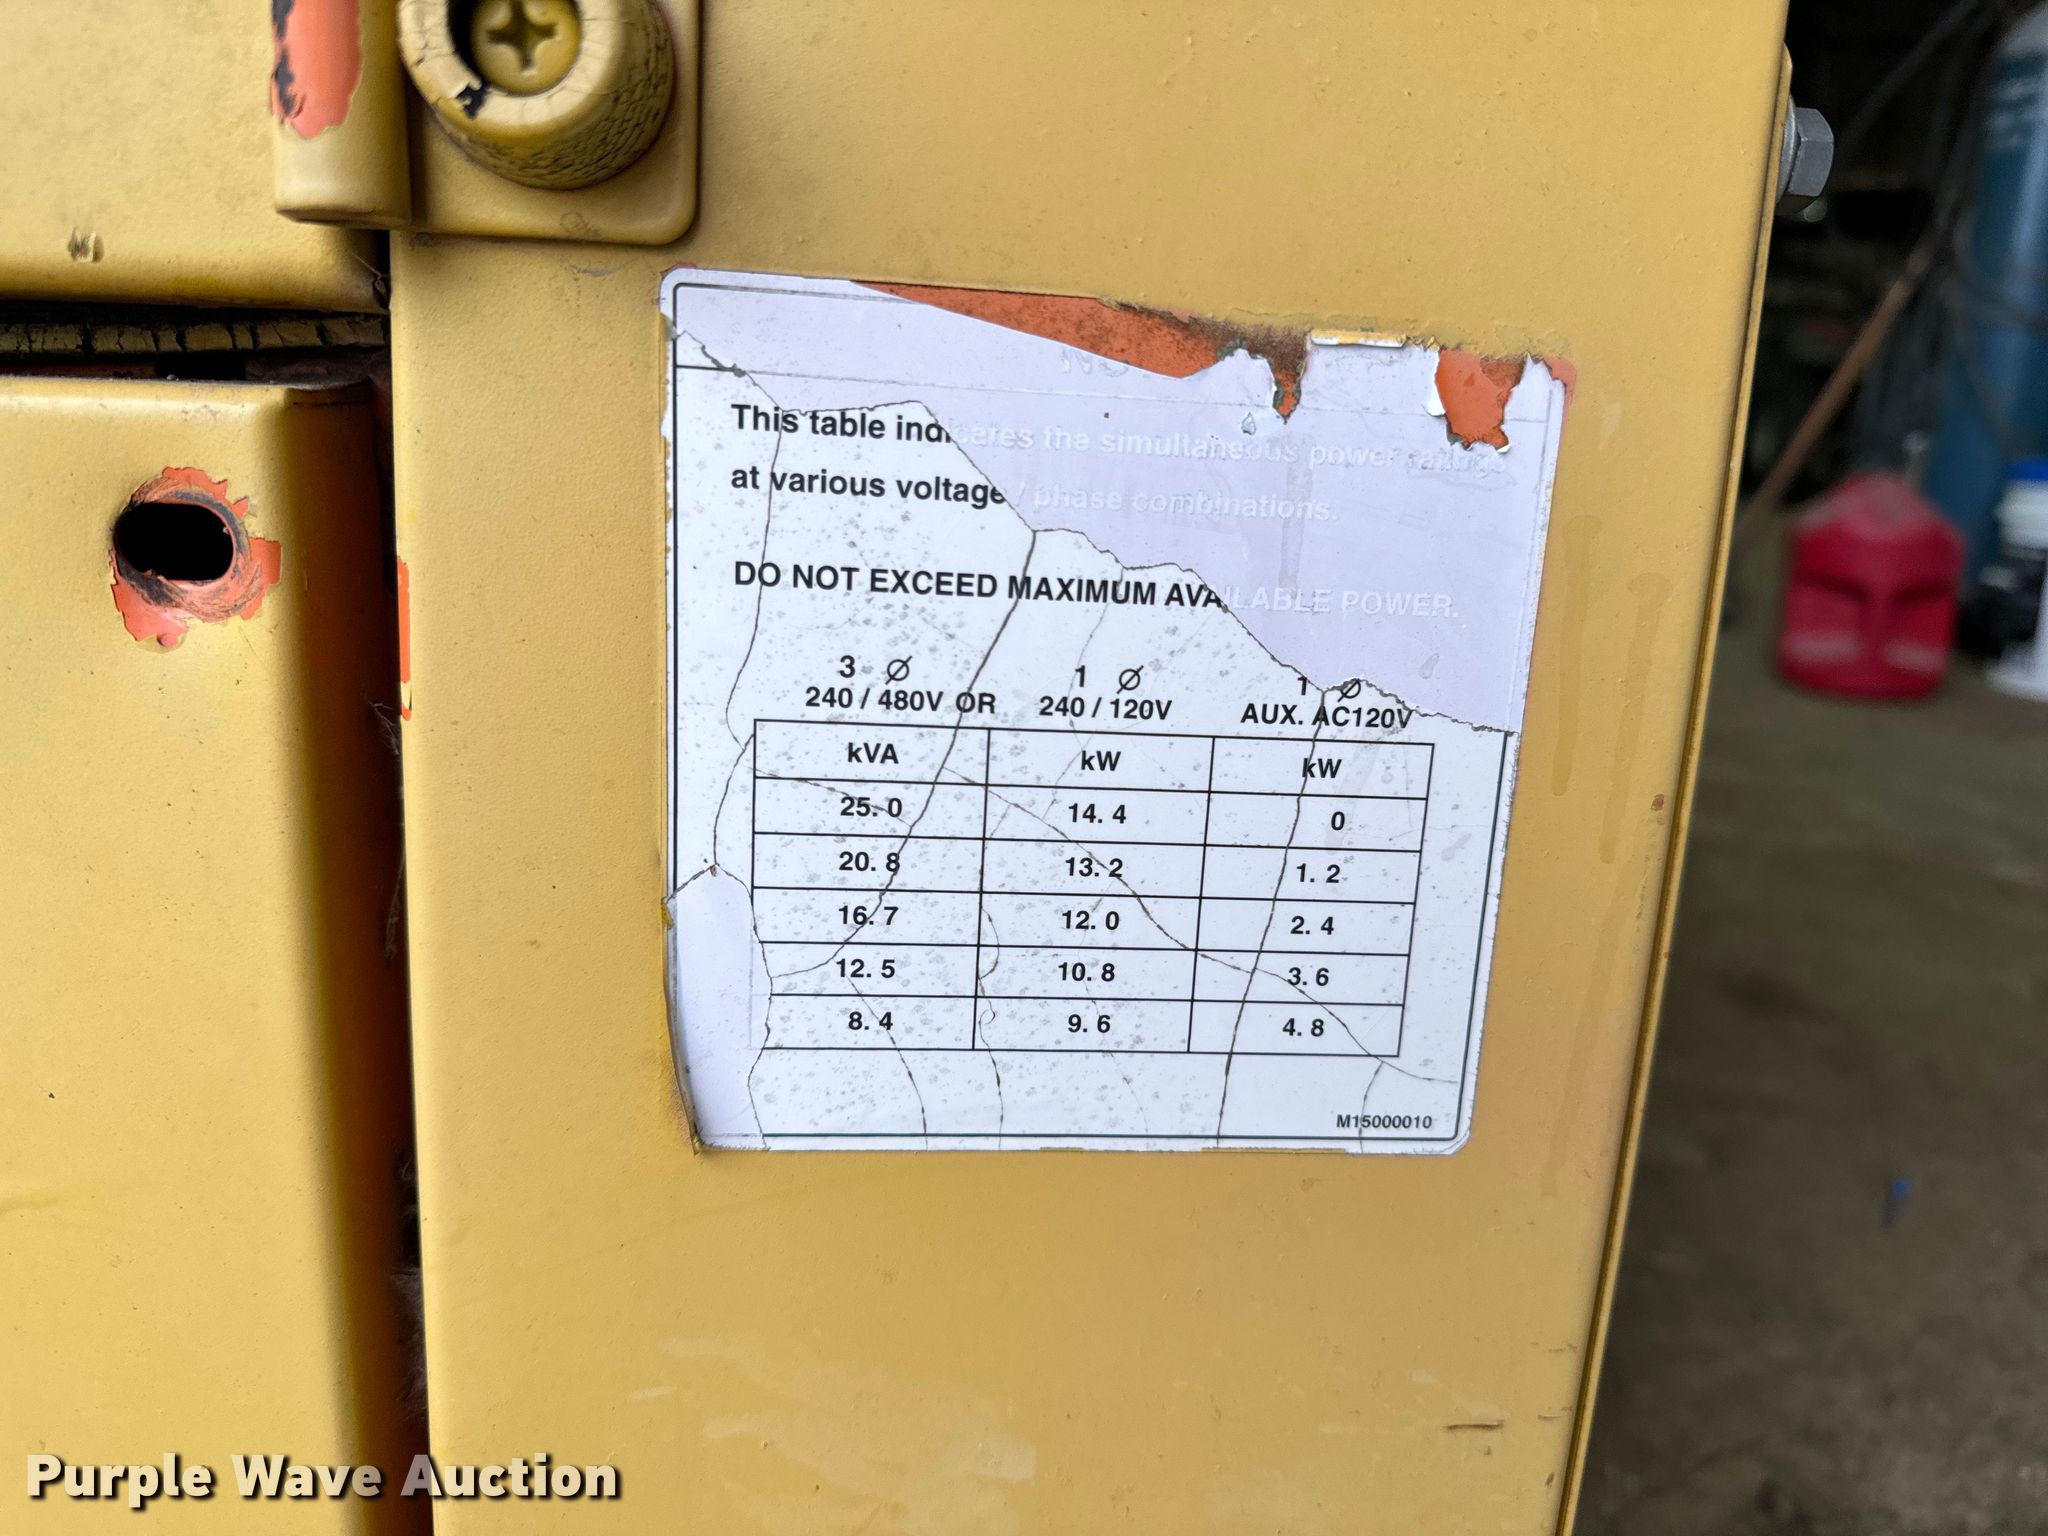 This table indicates the simultaneous power ratings
at various voltage / phase combinations.
DO NOT EXCEED MAXIMUM AVAILABLE POWER.
3 Ø 1 Ø 1 Ø
240 / 480V OR 240 / 120V AUX. AC120V
kVA kW kW
25. 0 14. 4 0
20. 8 13. 2 1. 2
16. 7 12. 0 2. 4
12. 5 10. 8 3. 6
8. 4 9. 6 4. 8
M15000010
Purple Wave Auction